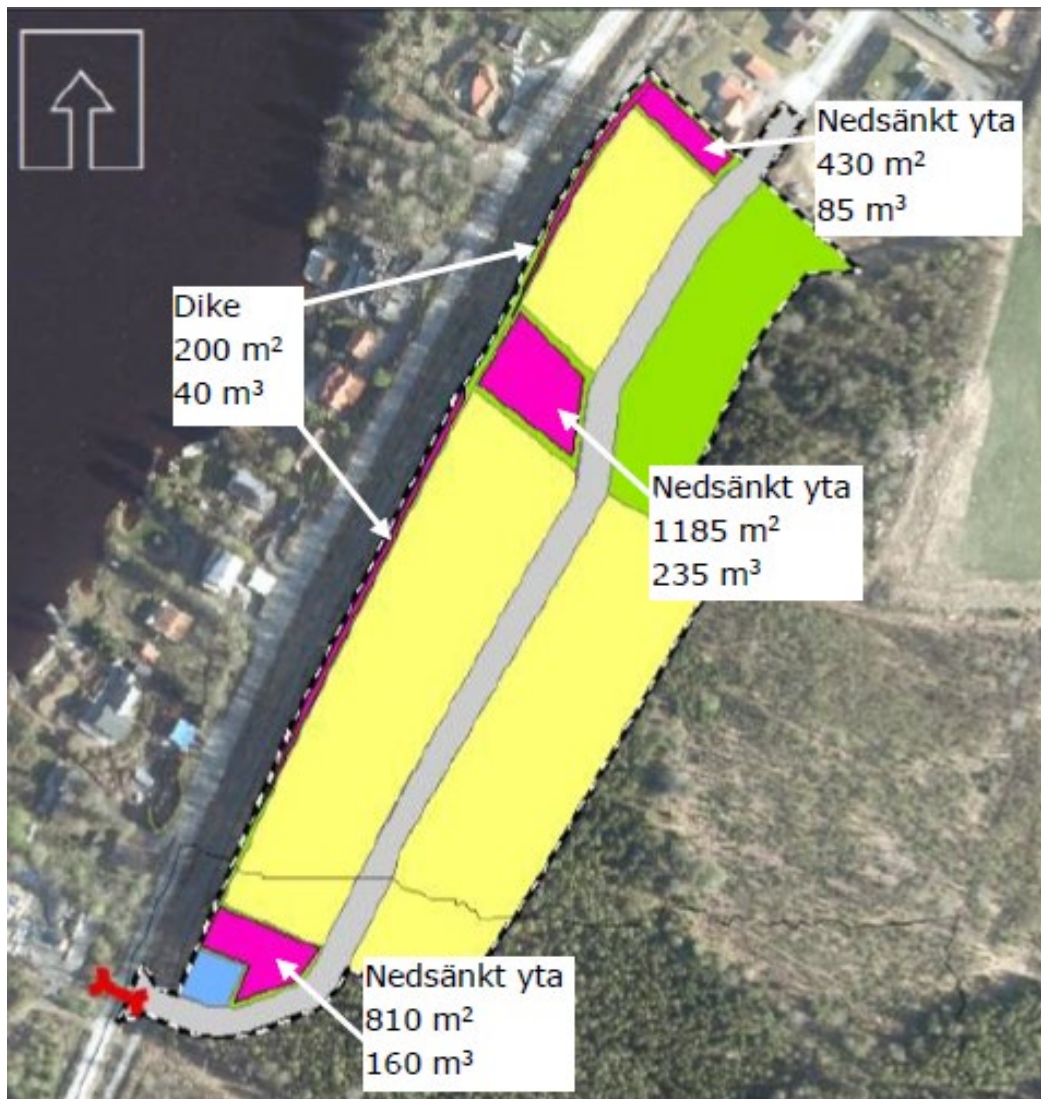 Nedsänkt yta
430 m²
85 m³
Dike
200 m²
40 m³
Nedsänkt yta
1185 m²
235 m³
Nedsänkt yta
810 m²
160 m³